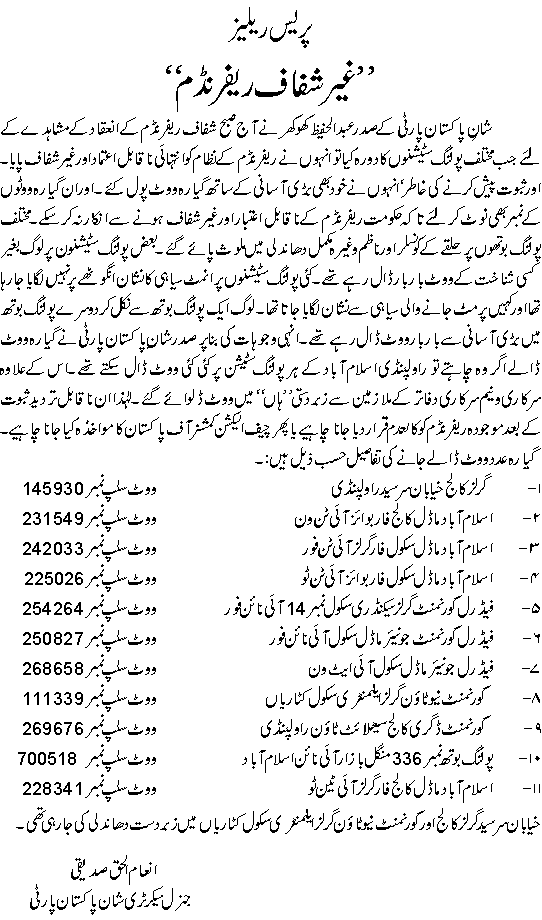 پریس ریلیز
”غیر شفاف ریفرنڈم“
شانِ پاکستان پارٹی کے صدر عبدالحفیظ کھوکھر نے آج صبح شفاف ریفرنڈم کے انعقاد کے مشاہدے کے
لئے جب مختلف پولنگ سٹیشنوں کا دورہ کیا تو انہوں نے ریفرنڈم کے نظام کو انتہائی ناقابل اعتماد اور غیر شفاف پایا۔
اور ثبوت پیش کرنے کی خاطر‘ انہوں نے خود بھی بڑی آسانی کے ساتھ گیارہ ووٹ پول کئے۔ اور ان گیارہ ووٹوں
کے نمبر بھی نوٹ کر لئے تاکہ حکومت ریفرنڈم کے ناقابل اعتبار اور غیر شفاف ہونے سے انکار نہ کر سکے۔ مختلف
پولنگ بوتھوں پر حلقے کے کونسلر اور ناظم وغیرہ مکمل دھاندلی میں ملوث پائے گئے۔ بعض پولنگ سٹیشنوں پر لوگ بغیر
کسی شناخت کے ووٹ بار بار ڈال رہے تھے۔ کئی پولنگ سٹیشنوں پر انمٹ سیاہی کا نشان انگوٹھے پر نہیں لگایا جا رہا
تھا اور کہیں پر مٹ جانے والی سیاہی سے نشان لگایا جاتا تھا۔ لوگ ایک پولنگ بوتھ سے نکل کر دوسرے پولنگ بوتھ
میں بڑی آسانی سے بار بار ووٹ ڈال رہے تھے۔ انہی وجوہات کی بنا پر صدر شانِ پاکستان پارٹی نے گیارہ ووٹ
ڈالے اگر وہ چاہتے تو راولپنڈی اسلام آباد کے ہر پولنگ سٹیشن پر کئی کئی ووٹ ڈال سکتے تھے۔ اس کے علاوہ
سرکاری و نیم سرکاری دفاتر کے ملازمین سے زبردستی ”ہاں“ میں ووٹ ڈلوائے گئے۔ لہٰذا ان ناقابل تردید ثبوت
کے بعد موجودہ ریفرنڈم کو کالعدم قرار دیا جانا چاہیے یا پھر چیف الیکشن کمشنر آف پاکستان کا مواخذہ کیا جانا چاہیے۔
گیارہ عدد ووٹ ڈالے جانے کی تفاصیل حسب ذیل ہیں:۔
۱- گرلز کالج خیابان سرسید راولپنڈی ووٹ سلپ نمبر 145930
۲- اسلام آباد ماڈل کالج فار بوائز آئی ٹن ون ووٹ سلپ نمبر 231549
۳- اسلام آباد ماڈل سکول فار گرلز آئی ٹن فور ووٹ سلپ نمبر 242033
۴- اسلام آباد ماڈل سکول فار بوائز آئی ٹن ٹو ووٹ سلپ نمبر 225026
۵- فیڈرل گورنمنٹ گرلز سیکنڈری سکول نمبر 14 آئی نائن فور ووٹ سلپ نمبر 254264
۶- فیڈرل گورنمنٹ جونیئر ماڈل سکول آئی نائن فور ووٹ سلپ نمبر 250827
۷- فیڈرل جونیئر ماڈل سکول آئی ایٹ ون ووٹ سلپ نمبر 268658
۸- گورنمنٹ نیو ٹاؤن گرلز ایلمنٹری سکول کٹاریاں ووٹ سلپ نمبر 111339
۹- گورنمنٹ ڈگری کالج سیٹلائٹ ٹاؤن راولپنڈی ووٹ سلپ نمبر 269676
۱۰- پولنگ بوتھ نمبر 336 منگل بازار آئی نائن اسلام آباد ووٹ سلپ نمبر 700518
۱۱- اسلام آباد ماڈل کالج فار گرلز آئی ٹین ٹو ووٹ سلپ نمبر 228341
خیابان سرسید گرلز کالج اور گورنمنٹ نیو ٹاؤن گرلز ایلمنٹری سکول کٹاریاں میں زبردست دھاندلی کی جا رہی تھی۔
انعام الحق صدیقی
جنرل سیکرٹری شانِ پاکستان پارٹی